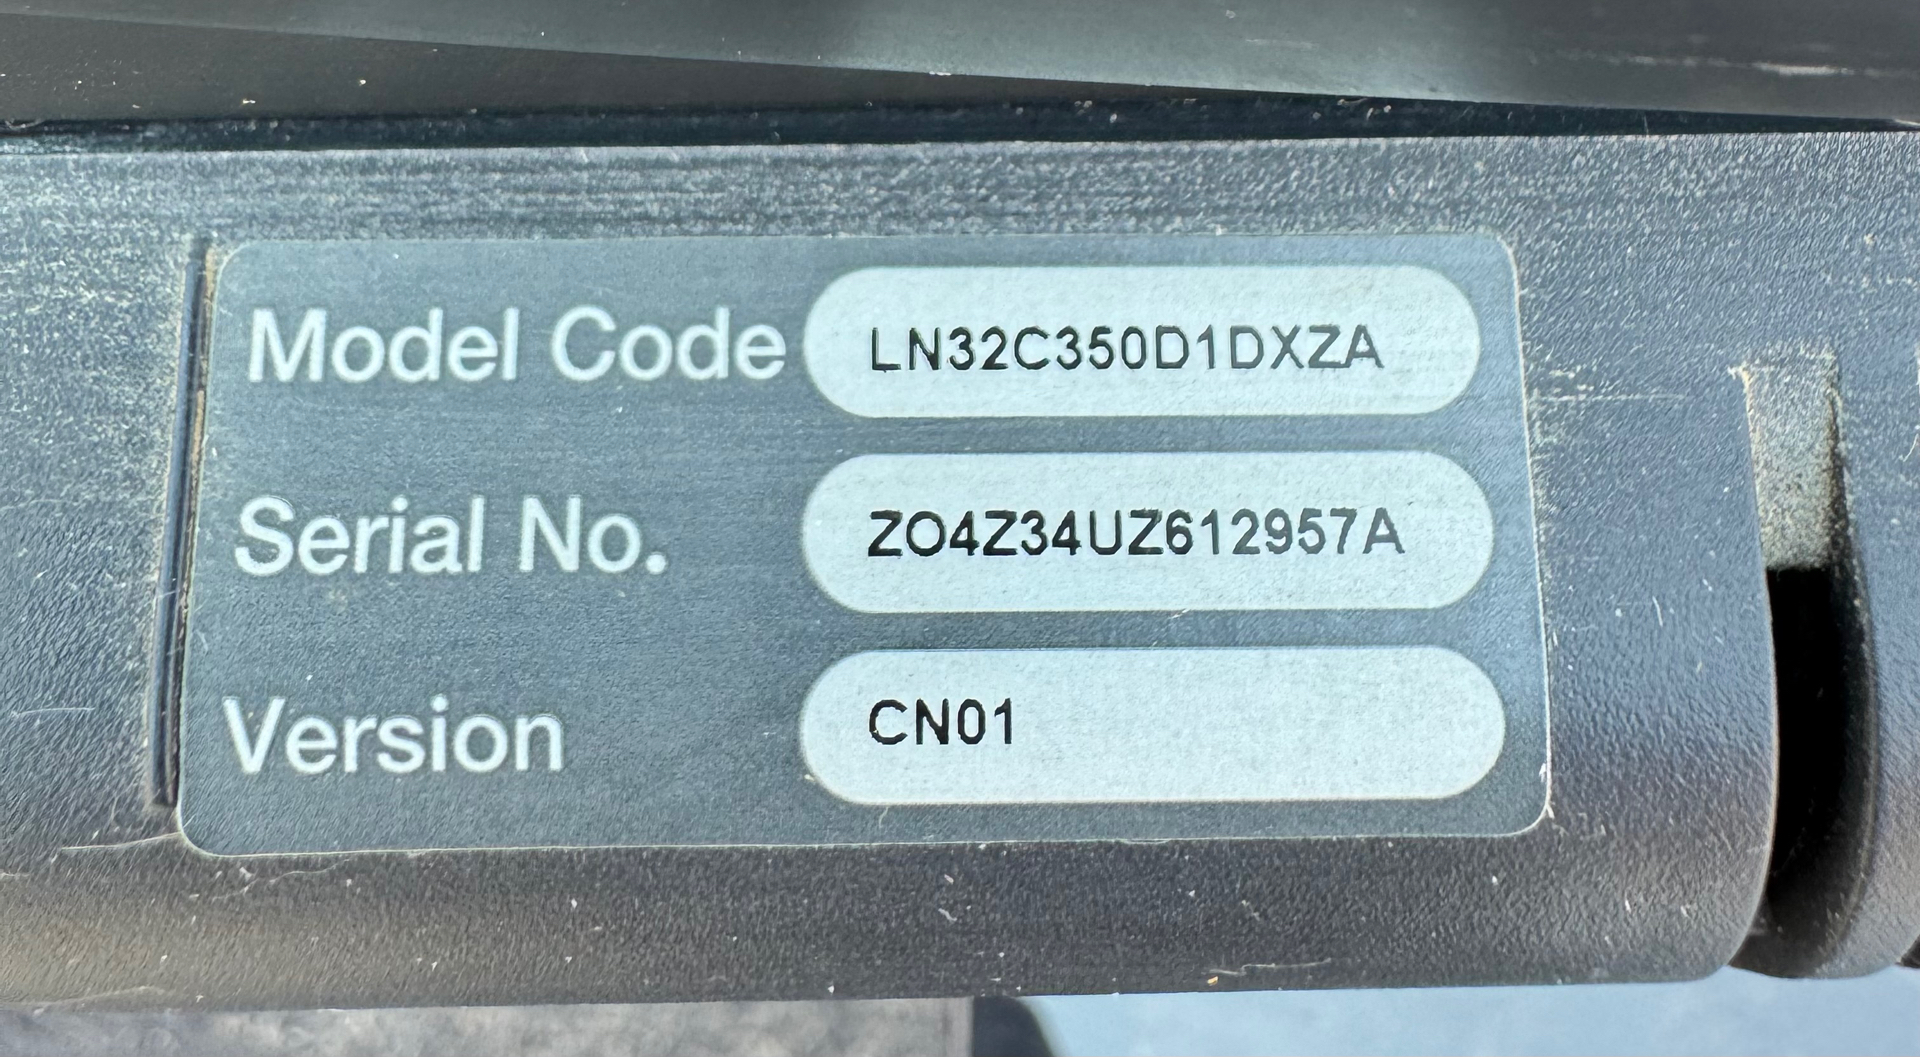 Model Code LN32C350D1DXZA
Serial No. ZO4Z34UZ612957A
Version CN01